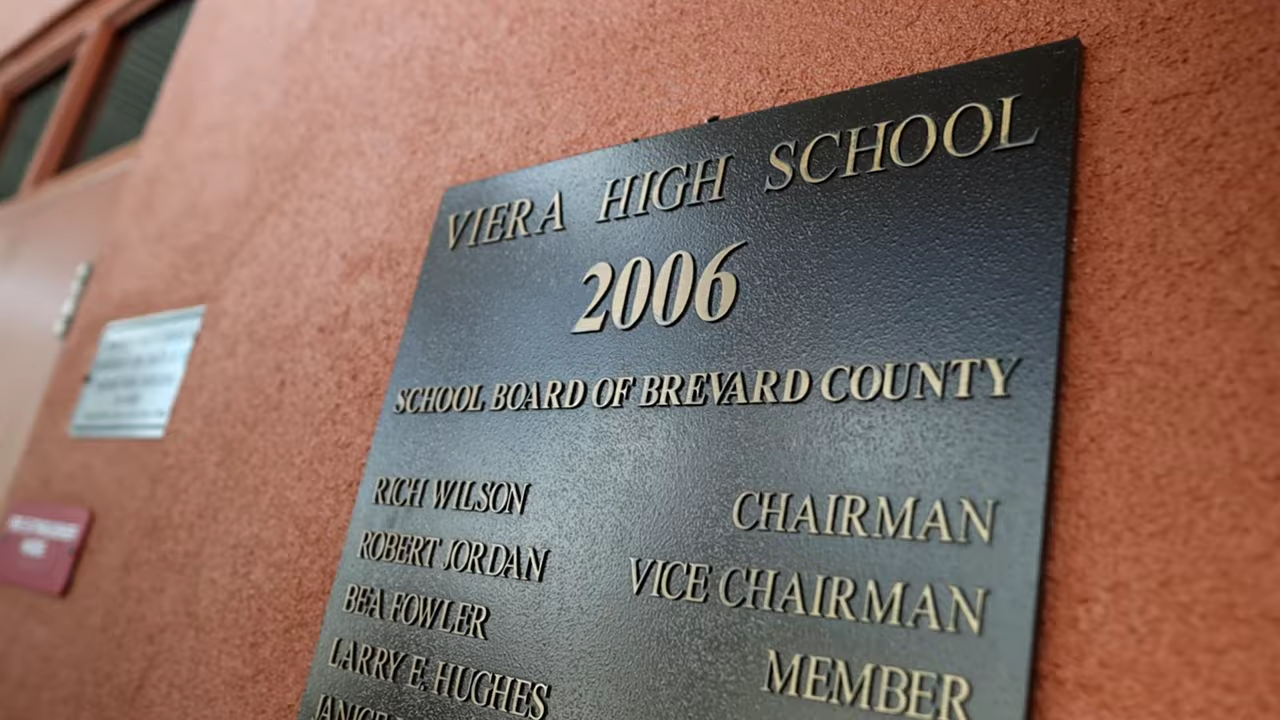 VIERA HIGH SCHOOL
2006
SCHOOL BOARD OF BREVARD COUNTY
RICH WILSON CHAIRMAN
ROBERT JORDAN VICE CHAIRMAN
BEA FOWLER MEMBER
LARRY E. HUGHES
JANICE